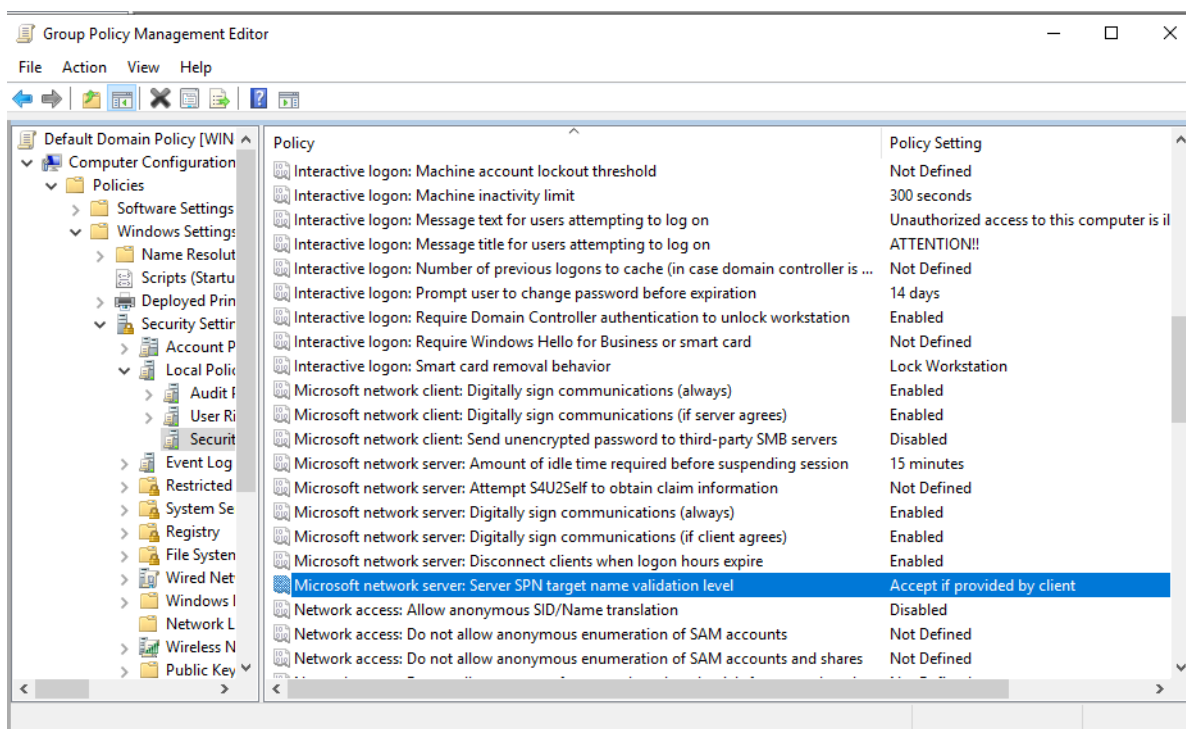 Group Policy Management Editor
File Action View Help
Default Domain Policy [WIN
Computer Configuration
Policies
Software Settings
Windows Settings
Name Resolut
Scripts (Startu
Deployed Prin
Security Settin
Account P
Local Polic
Audit P
User Ri
Securit
Event Log
Restricted
System Se
Registry
File System
Wired Net
Windows
Network L
Wireless N
Public Key
Policy Policy Setting
Interactive logon: Machine account lockout threshold Not Defined
Interactive logon: Machine inactivity limit 300 seconds
Interactive logon: Message text for users attempting to log on Unauthorized access to this computer is il
Interactive logon: Message title for users attempting to log on ATTENTION!!
Interactive logon: Number of previous logons to cache (in case domain controller is ... Not Defined
Interactive logon: Prompt user to change password before expiration 14 days
Interactive logon: Require Domain Controller authentication to unlock workstation Enabled
Interactive logon: Require Windows Hello for Business or smart card Not Defined
Interactive logon: Smart card removal behavior Lock Workstation
Microsoft network client: Digitally sign communications (always) Enabled
Microsoft network client: Digitally sign communications (if server agrees) Enabled
Microsoft network client: Send unencrypted password to third-party SMB servers Disabled
Microsoft network server: Amount of idle time required before suspending session 15 minutes
Microsoft network server: Attempt S4U2Self to obtain claim information Not Defined
Microsoft network server: Digitally sign communications (always) Enabled
Microsoft network server: Digitally sign communications (if client agrees) Enabled
Microsoft network server: Disconnect clients when logon hours expire Enabled
Microsoft network server: Server SPN target name validation level Accept if provided by client
Network access: Allow anonymous SID/Name translation Disabled
Network access: Do not allow anonymous enumeration of SAM accounts Not Defined
Network access: Do not allow anonymous enumeration of SAM accounts and shares Not Defined